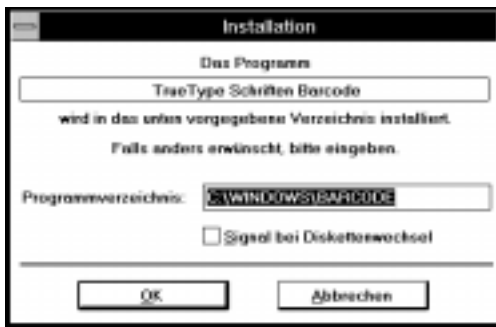 Installation
Das Programm
TrueType Schriften Barcode
wird in das unten vorgegebene Verzeichnis installiert.
Falls anders erwünscht, bitte eingeben.
Programmverzeichnis: C:\WINDOWS\BARCODE
Signal bei Diskettenwechsel
OK Abbrechen